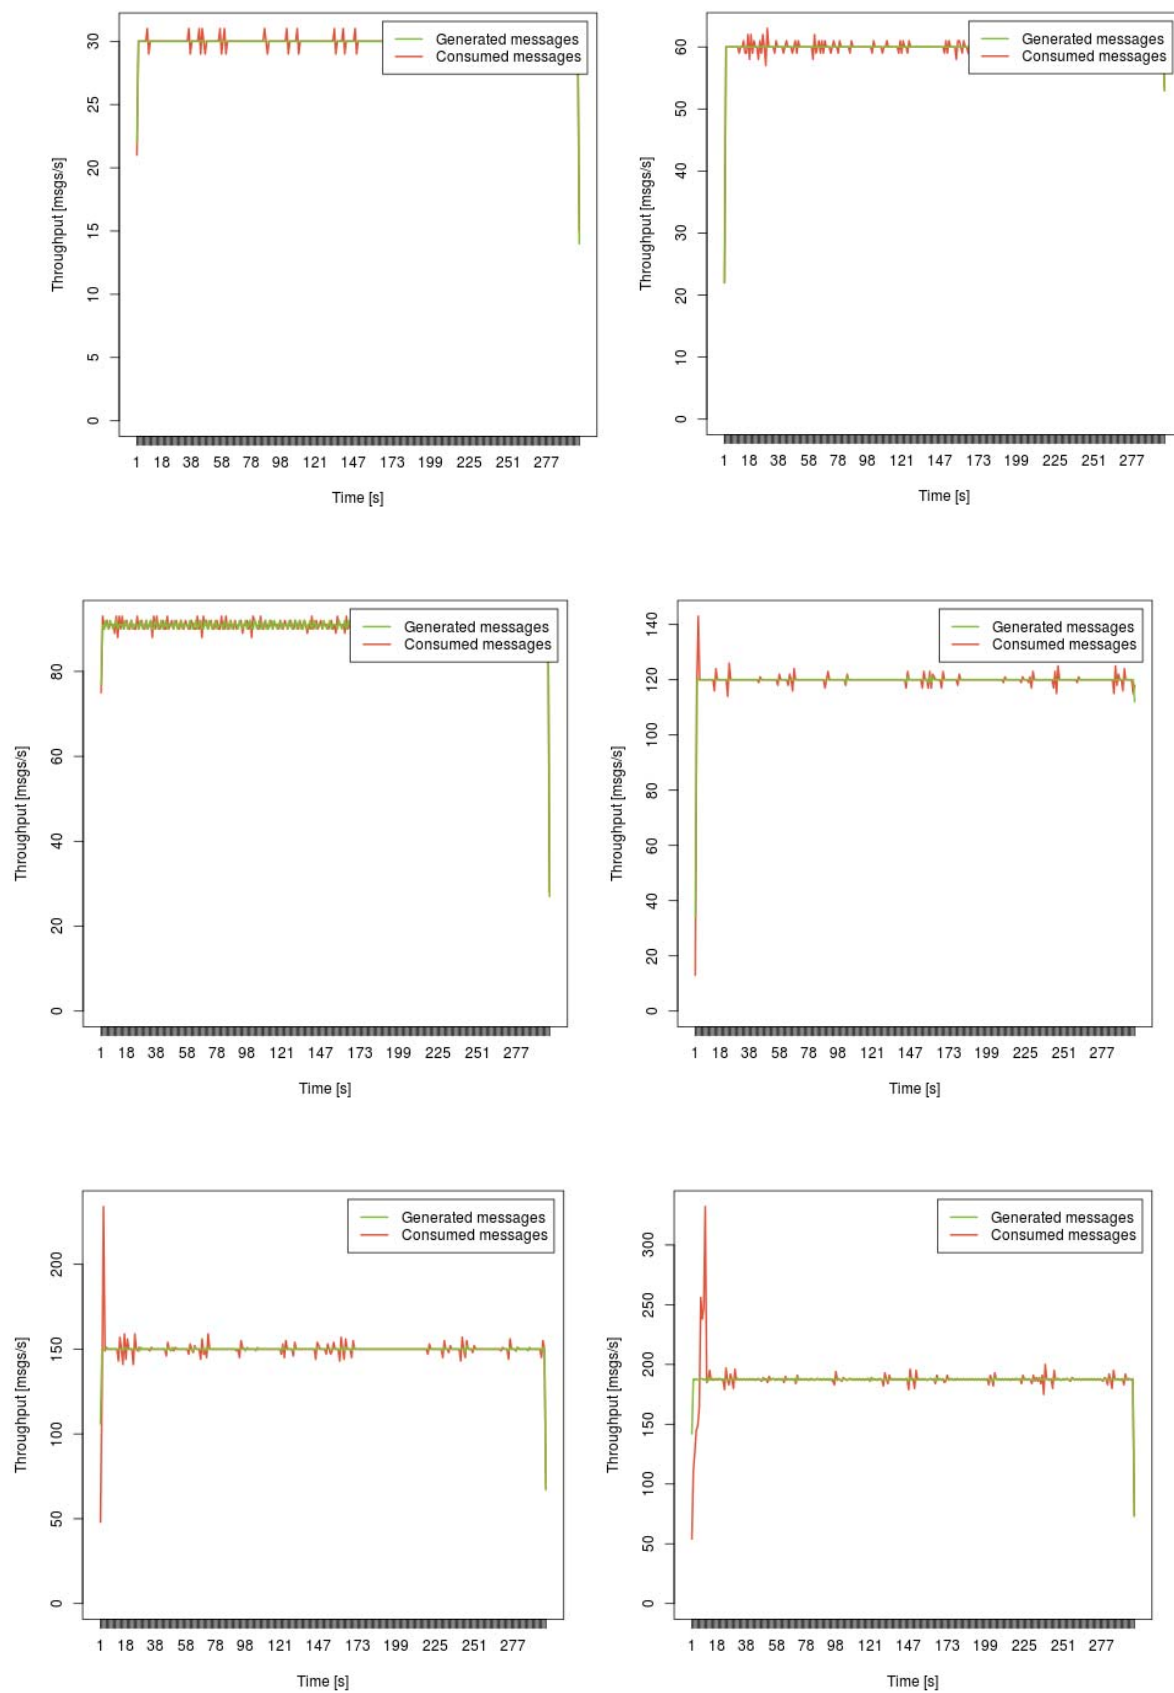 Generated messages
Consumed messages
Throughput [msgs/s]
30
25
20
15
10
5
0
1 18 38 58 78 98 121 147 173 199 225 251 277
Time [s]
Generated messages
Consumed messages
Throughput [msgs/s]
60
50
40
30
20
10
0
1 18 38 58 78 98 121 147 173 199 225 251 277
Time [s]
Generated messages
Consumed messages
Throughput [msgs/s]
80
60
40
20
0
1 18 38 58 78 98 121 147 173 199 225 251 277
Time [s]
Generated messages
Consumed messages
Throughput [msgs/s]
140
120
100
80
60
40
20
0
1 18 38 58 78 98 121 147 173 199 225 251 277
Time [s]
Generated messages
Consumed messages
Throughput [msgs/s]
200
150
100
50
0
1 18 38 58 78 98 121 147 173 199 225 251 277
Time [s]
Generated messages
Consumed messages
Throughput [msgs/s]
300
250
200
150
100
50
0
1 18 38 58 78 98 121 147 173 199 225 251 277
Time [s]